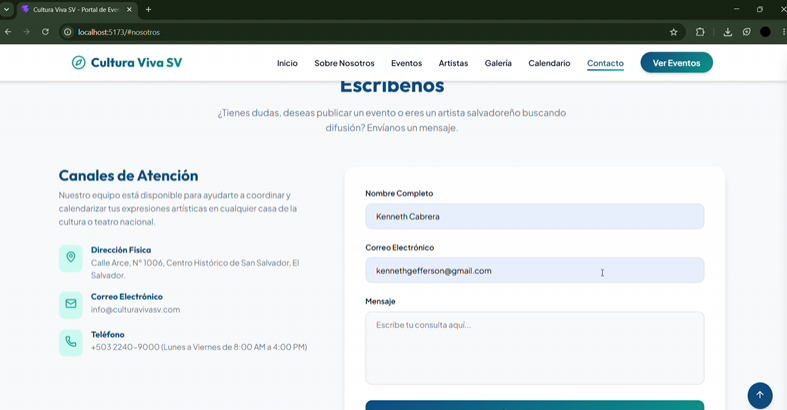 Cultura Viva SV - Portal de Eve
localhost:5173/#nosotros
Cultura Viva SV
Inicio Sobre Nosotros Eventos Artistas Galería Calendario Contacto Ver Eventos
Escríbenos
¿Tienes dudas, deseas publicar un evento o eres un artista salvadoreño buscando
difusión? Envíanos un mensaje.
Canales de Atención
Nuestro equipo está disponible para ayudarte a coordinar y
calendarizar tus expresiones artísticas en cualquier casa de la
cultura o teatro nacional.
Dirección Física
Calle Arce, N° 1006, Centro Histórico de San Salvador, El
Salvador.
Correo Electrónico
info@culturavivasv.com
Teléfono
+503 2240-9000 (Lunes a Viernes de 8:00 AM a 4:00 PM)
Nombre Completo
Kenneth Cabrera
Correo Electrónico
kennethgefferson@gmail.com
Mensaje
Escribe tu consulta aquí...